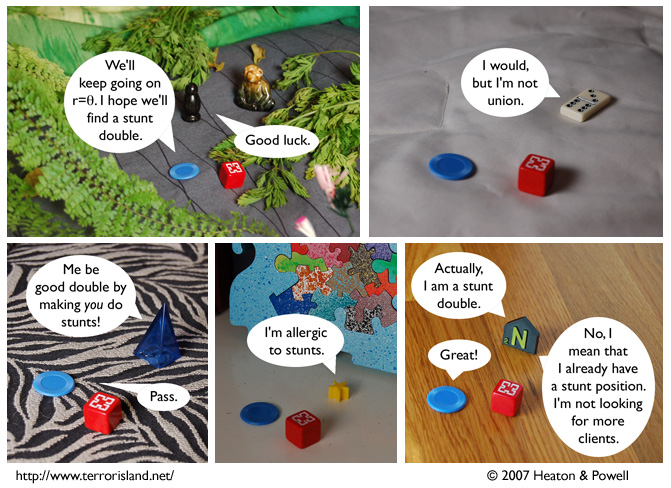 We'll
keep going on
r=θ. I hope we'll
find a stunt
double.
Good luck.
I would,
but I'm not
union.
Me be
good double by
making you do
stunts!
Pass.
I'm allergic
to stunts.
Actually,
I am a stunt
double.
Great!
N
No, I
mean that
I already have
a stunt position.
I'm not looking
for more
clients.
http://www.terrorisland.net/
© 2007 Heaton & Powell